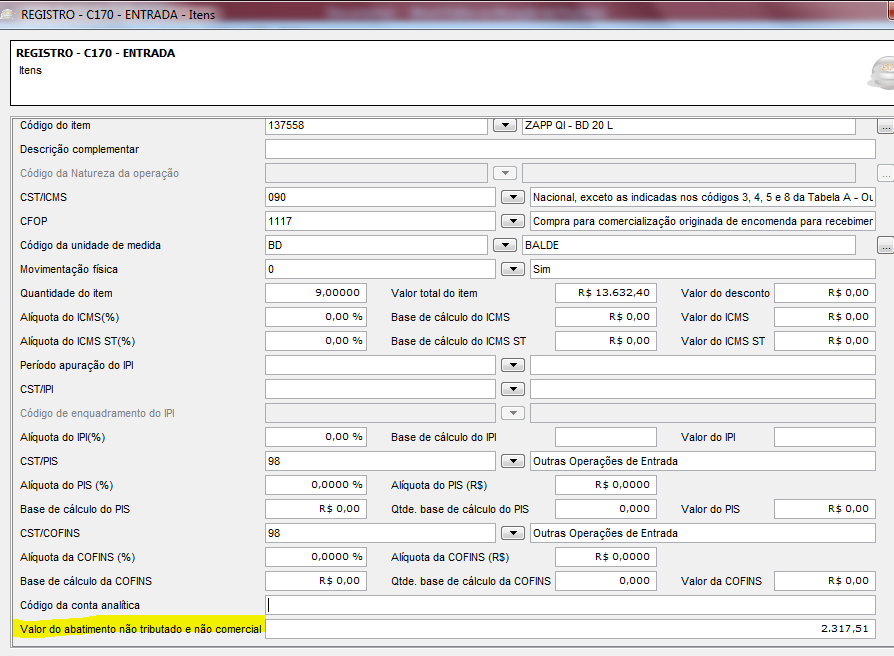 REGISTRO - C170 - ENTRADA - Itens
REGISTRO - C170 - ENTRADA
Itens
Código do item 137558 ZAPP QI - BD 20 L ...
Descrição complementar
Código da Natureza da operação ...
CST/ICMS 090 Nacional, exceto as indicadas nos códigos 3, 4, 5 e 8 da Tabela A - Ou
CFOP 1117 Compra para comercialização originada de encomenda para recebimer
Código da unidade de medida BD BALDE ...
Movimentação física 0 Sim
Quantidade do item 9,00000 Valor total do item R$ 13.632,40 Valor do desconto R$ 0,00
Alíquota do ICMS(%) 0,00 % Base de cálculo do ICMS R$ 0,00 Valor do ICMS R$ 0,00
Alíquota do ICMS ST(%) 0,00 % Base de cálculo do ICMS ST R$ 0,00 Valor do ICMS ST R$ 0,00
Período apuração do IPI
CST/IPI
Código de enquadramento do IPI
Alíquota do IPI(%) 0,00 % Base de cálculo do IPI Valor do IPI
CST/PIS 98 Outras Operações de Entrada
Alíquota do PIS (%) 0,0000 % Alíquota do PIS (R$) R$ 0,0000
Base de cálculo do PIS R$ 0,00 Qtde. base de cálculo do PIS 0,000 Valor do PIS R$ 0,00
CST/COFINS 98 Outras Operações de Entrada
Alíquota da COFINS (%) 0,0000 % Alíquota da COFINS (R$) R$ 0,0000
Base de cálculo da COFINS R$ 0,00 Qtde. base de cálculo da COFINS 0,000 Valor da COFINS R$ 0,00
Código da conta analítica
Valor do abatimento não tributado e não comercial 2.317,51